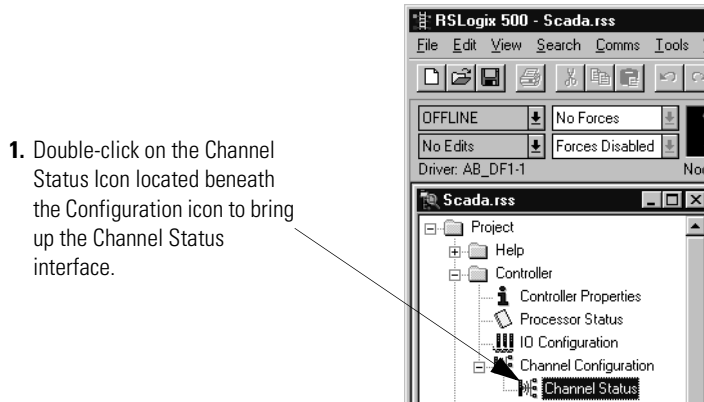 1. Double-click on the Channel
Status Icon located beneath
the Configuration icon to bring
up the Channel Status
interface.
RSLogix 500 - Scada.rss
File Edit View Search Comms Tools
OFFLINE No Forces
No Edits Forces Disabled
Driver: AB_DF1-1
Scada.rss
Project
Help
Controller
Controller Properties
Processor Status
IO Configuration
Channel Configuration
Channel Status